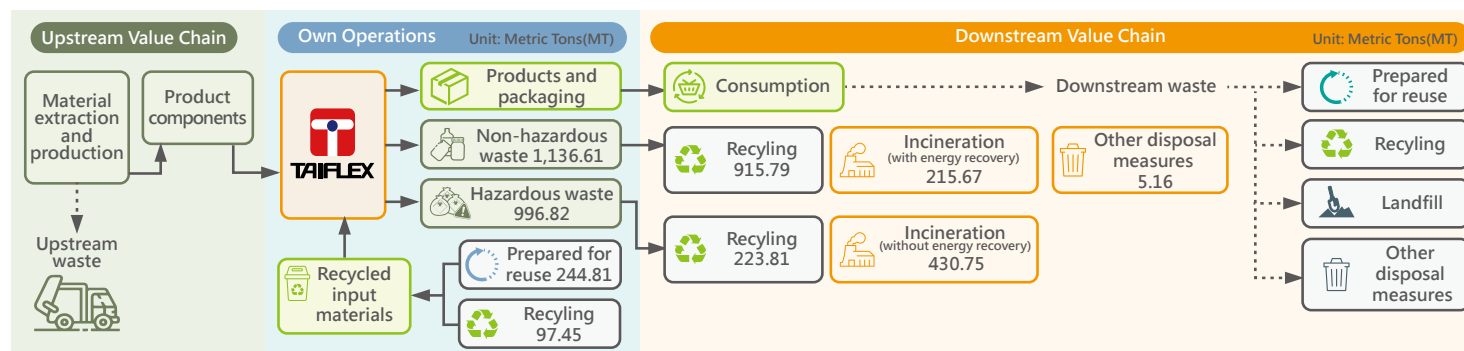 Upstream Value Chain
Material
extraction
and
production
Product
components
Upstream
waste
Own Operations
Unit: Metric Tons(MT)
TAIFLEX
Products and
packaging
Non-hazardous
waste 1,136.61
Hazardous waste
996.82
Recycled
input
materials
Prepared for
reuse 244.81
Recyling
97.45
Downstream Value Chain
Unit: Metric Tons(MT)
Consumption
Downstream waste
Recyling
915.79
Incineration
(with energy recovery)
215.67
Other disposal
measures
5.16
Recyling
223.81
Incineration
(without energy recovery)
430.75
Prepared
for reuse
Recyling
Landfill
Other
disposal
measures